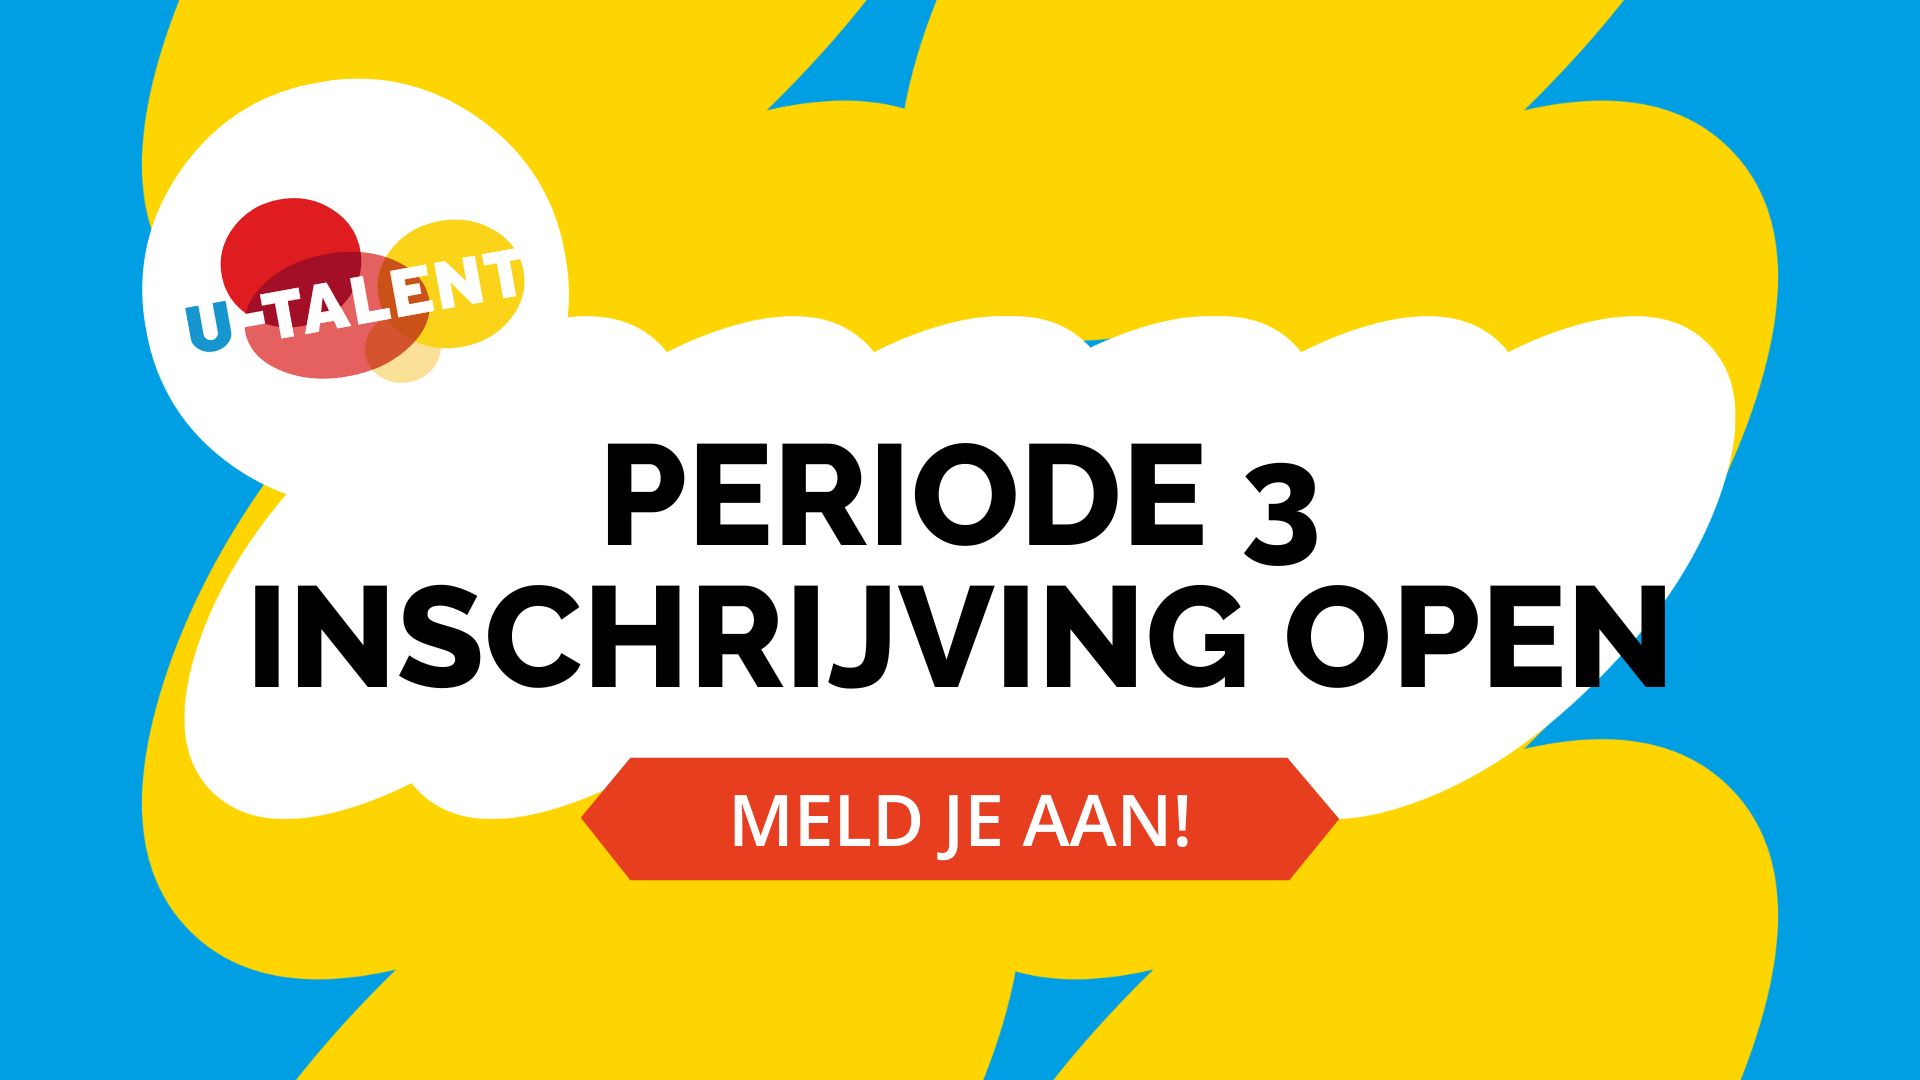 U-TALENT
PERIODE 3
INSCHRIJVING OPEN
MELD JE AAN!